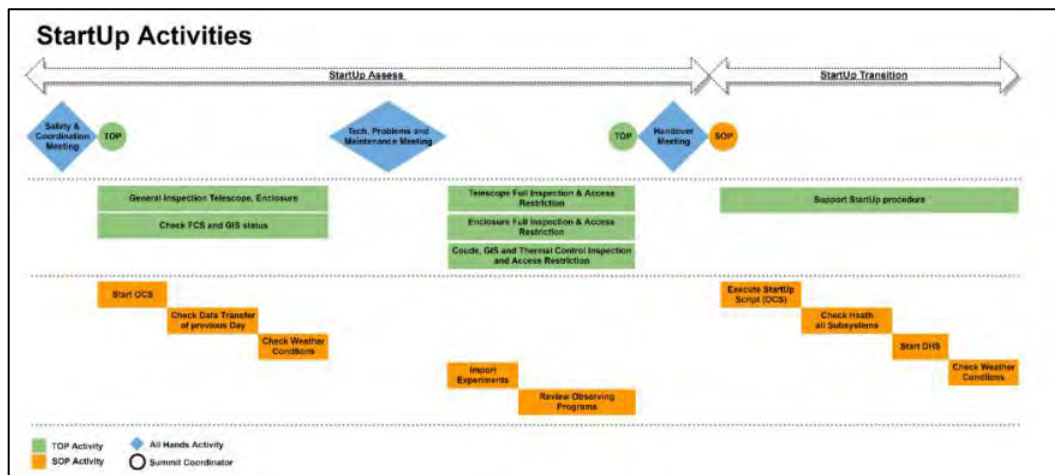 StartUp Activities
StartUp Assess
StartUp Transition
Safety &
Coordination
Meeting
TOP
Tech. Problems and
Maintenance Meeting
TOP
Handover
Meeting
SOP
General Inspection Telescope, Enclosure
Check FCS and GIS status
Telescope Full Inspection & Access
Restriction
Enclosure Full Inspection & Access
Restriction
Coude, GIS and Thermal Control Inspection
and Access Restriction
Support StartUp procedure
Start OCS
Check Data Transfer
of previous Day
Check Weather
Conditions
Import
Experiments
Review Observing
Programs
Execute StartUp
Script (OCS)
Check Heath
all Subsystems
Start DHS
Check Weather
Conditions
TOP Activity
SOP Activity
All Hands Activity
Summit Coordinator